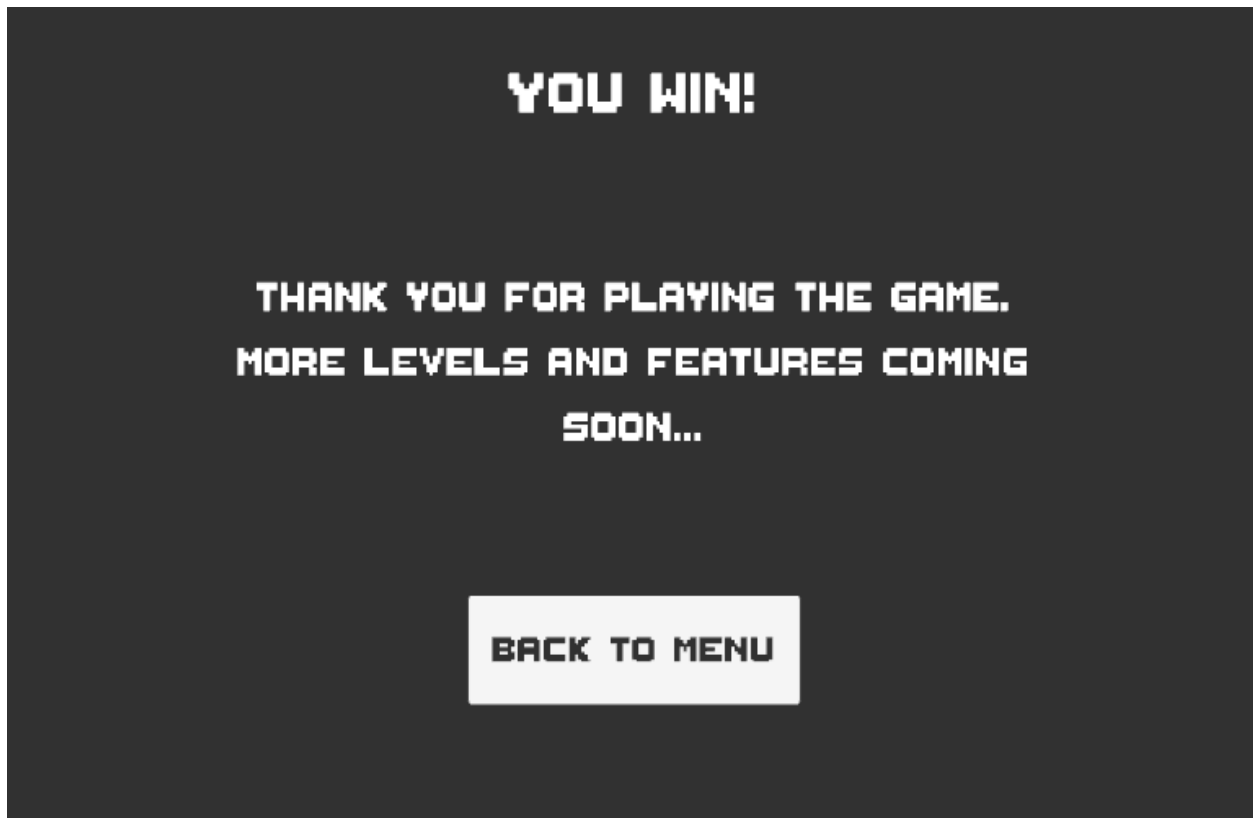 YOU WIN!
THANK YOU FOR PLAYING THE GAME.
MORE LEVELS AND FEATURES COMING
SOON...
BACK TO MENU